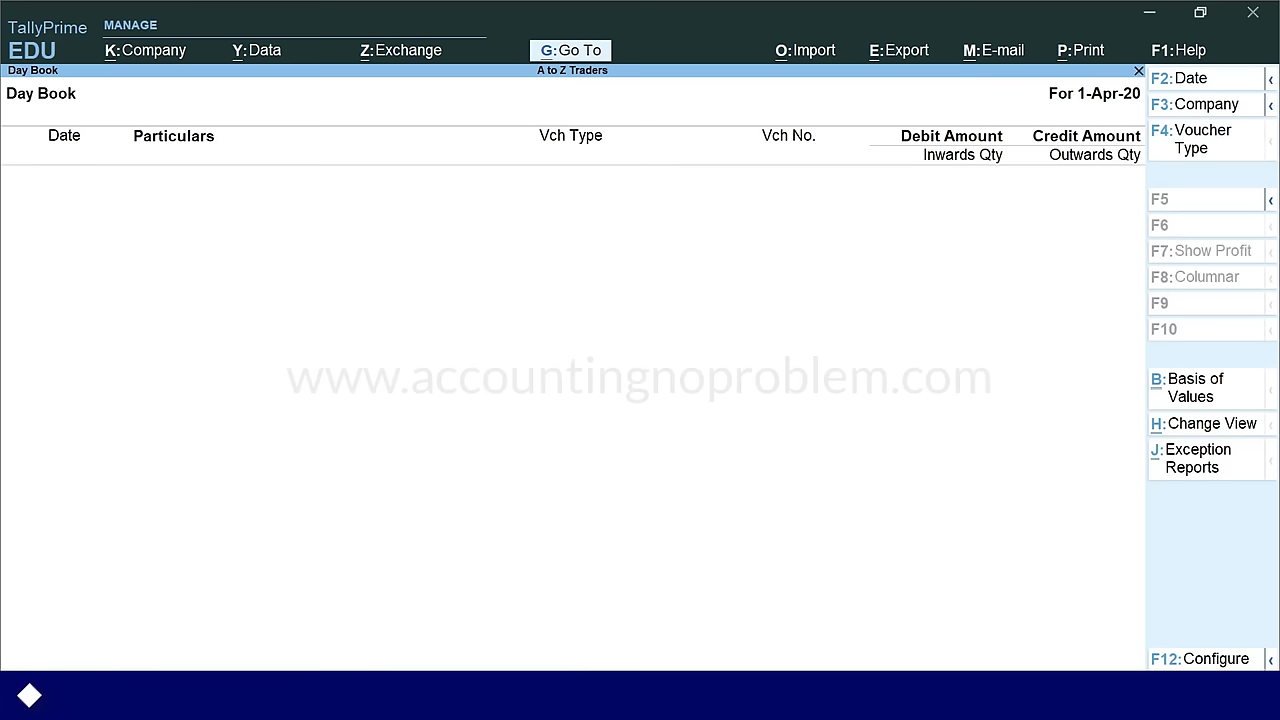 TallyPrime
EDU
MANAGE
K:Company Y:Data Z:Exchange G:Go To O:Import E:Export M:E-mail P:Print F1:Help
Day Book A to Z Traders
Day Book For 1-Apr-20
Date Particulars Vch Type Vch No. Debit Amount Credit Amount
Inwards Qty Outwards Qty
www.accountingnoproblem.com
F2:Date
F3:Company
F4:Voucher
Type
F5
F6
F7:Show Profit
F8:Columnar
F9
F10
B:Basis of
Values
H:Change View
J:Exception
Reports
F12:Configure